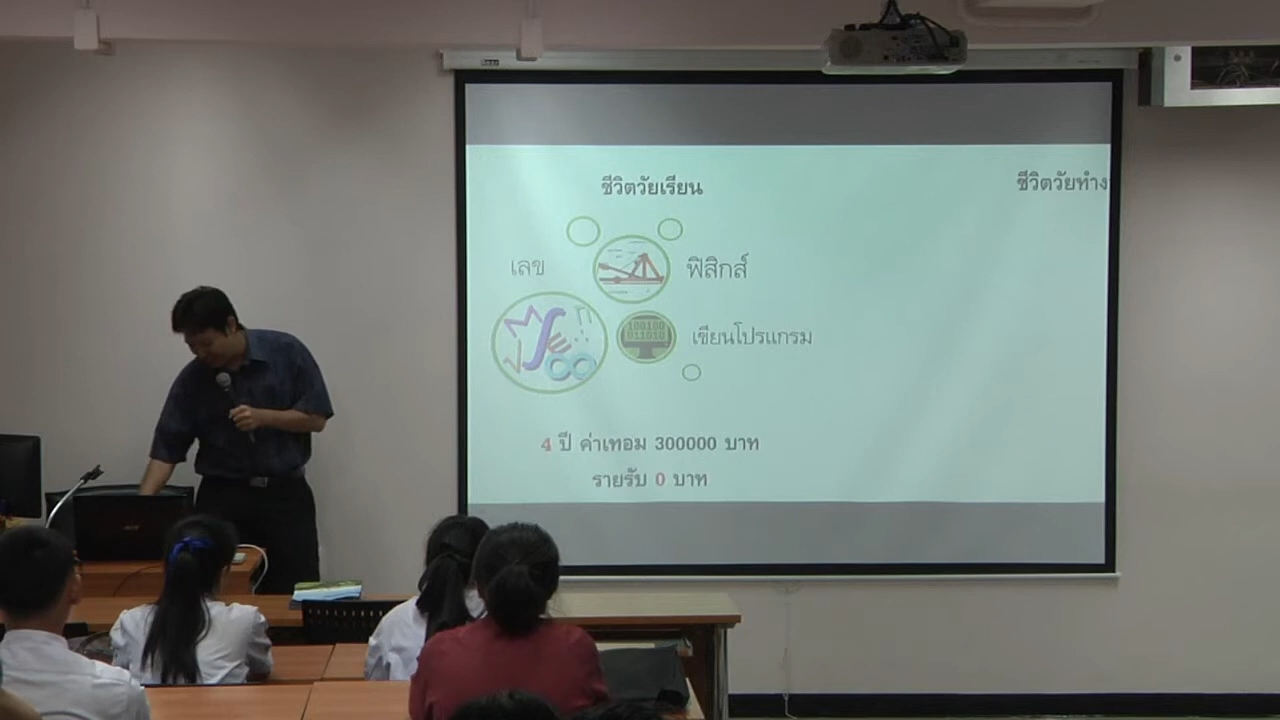 ชีวิตวัยเรียน
ชีวิตวัยทำง
เลข
ฟิสิกส์
100100
011010
เขียนโปรแกรม
4 ปี ค่าเทอม 300000 บาท
รายรับ 0 บาท